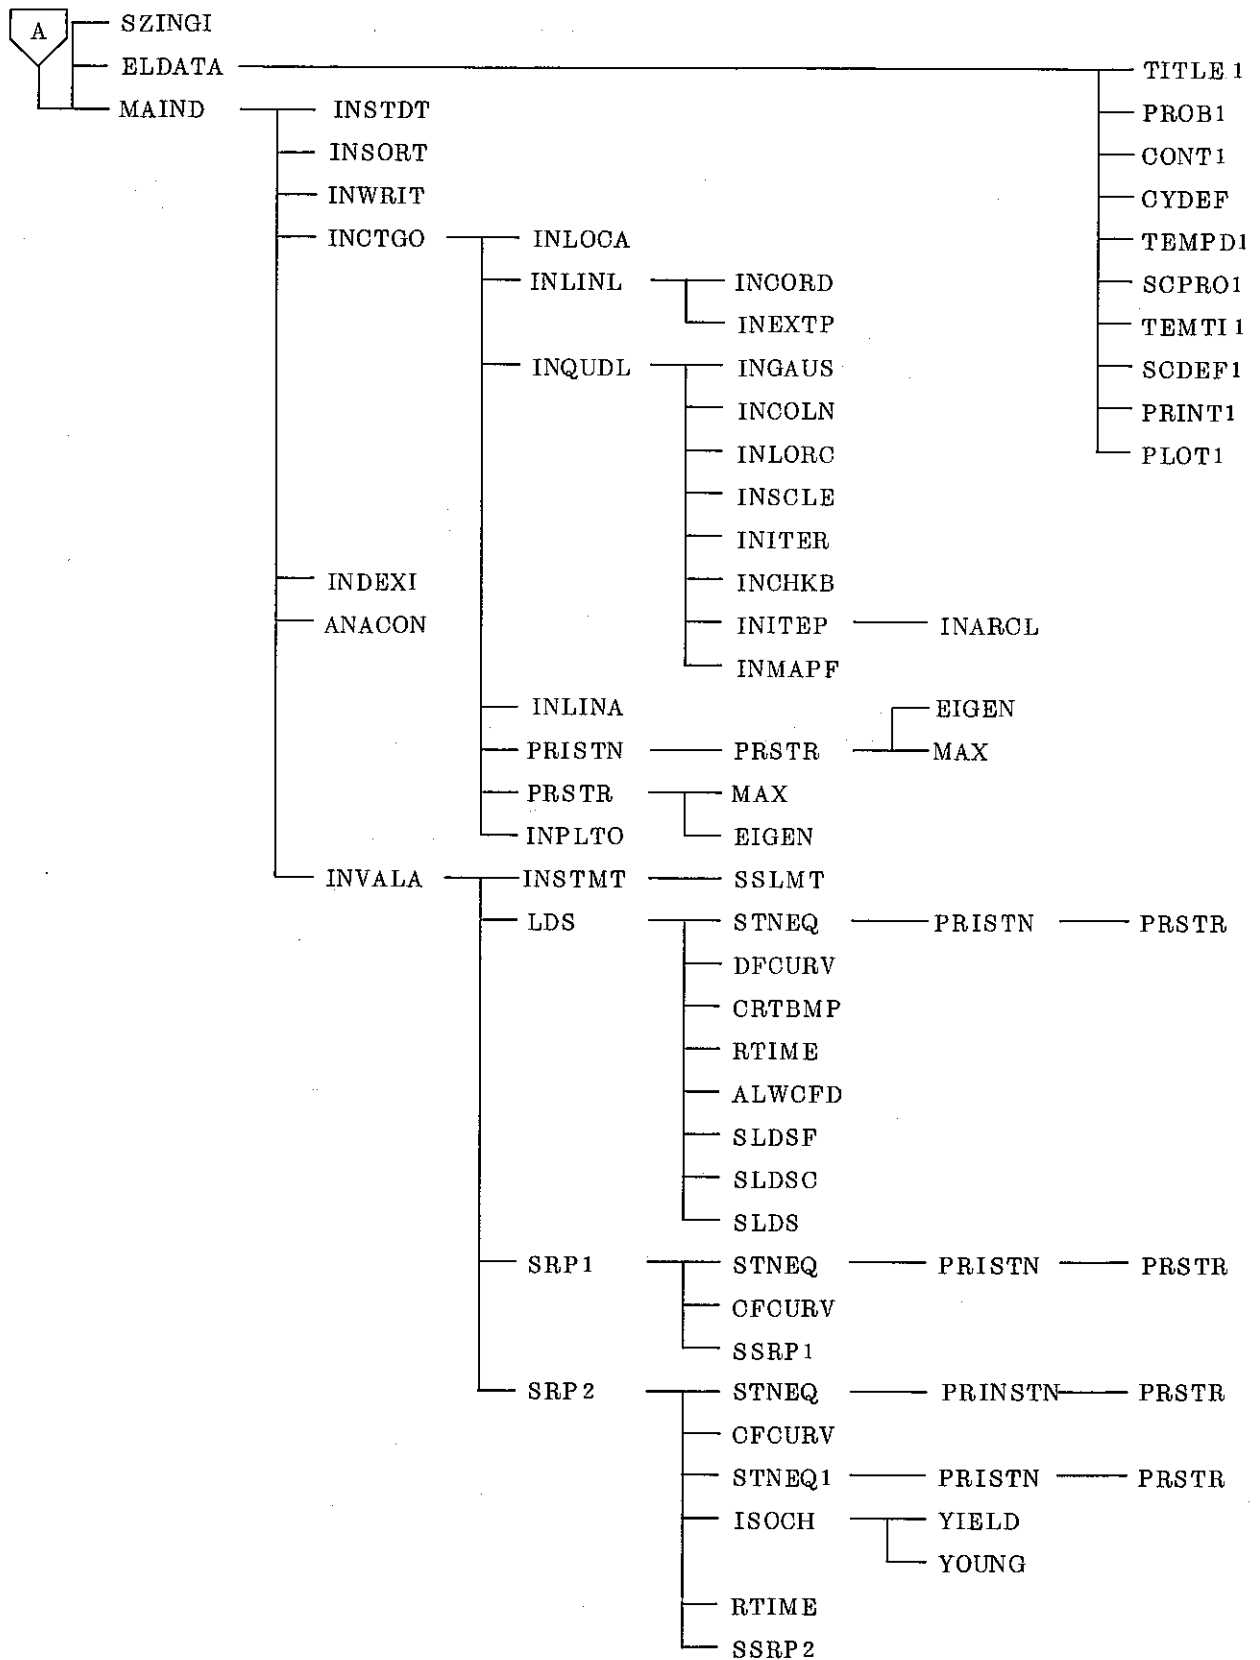 A SZINGI
ELDATA TITLE 1
MAIND INSTDT PROB1
INSORT CONT1
INWRIT CYDEF
INCTGO INLOCA TEMPD1
INLINL INCORD SCPRO1
INEXTP TEMTI1
INQUDL INGAUS SCDEF1
INCOLN PRINT1
INLORC PLOT1
INSCLE
INITER
INDEXI INCHKB
ANACON INITEP INARCL
INMAPF
INLINA EIGEN
PRISTN PRSTR MAX
PRSTR MAX
INPLTO EIGEN
INVALA INSTMT SSLMT
LDS STNEQ PRISTN PRSTR
DFCURV
CRTBMP
RTIME
ALWCFD
SLDSF
SLDSC
SLDS
SRP1 STNEQ PRISTN PRSTR
CFCURV
SSRP1
SRP2 STNEQ PRINSTN PRSTR
CFCURV
STNEQ1 PRISTN PRSTR
ISOCH YIELD
YOUNG
RTIME
SSRP2